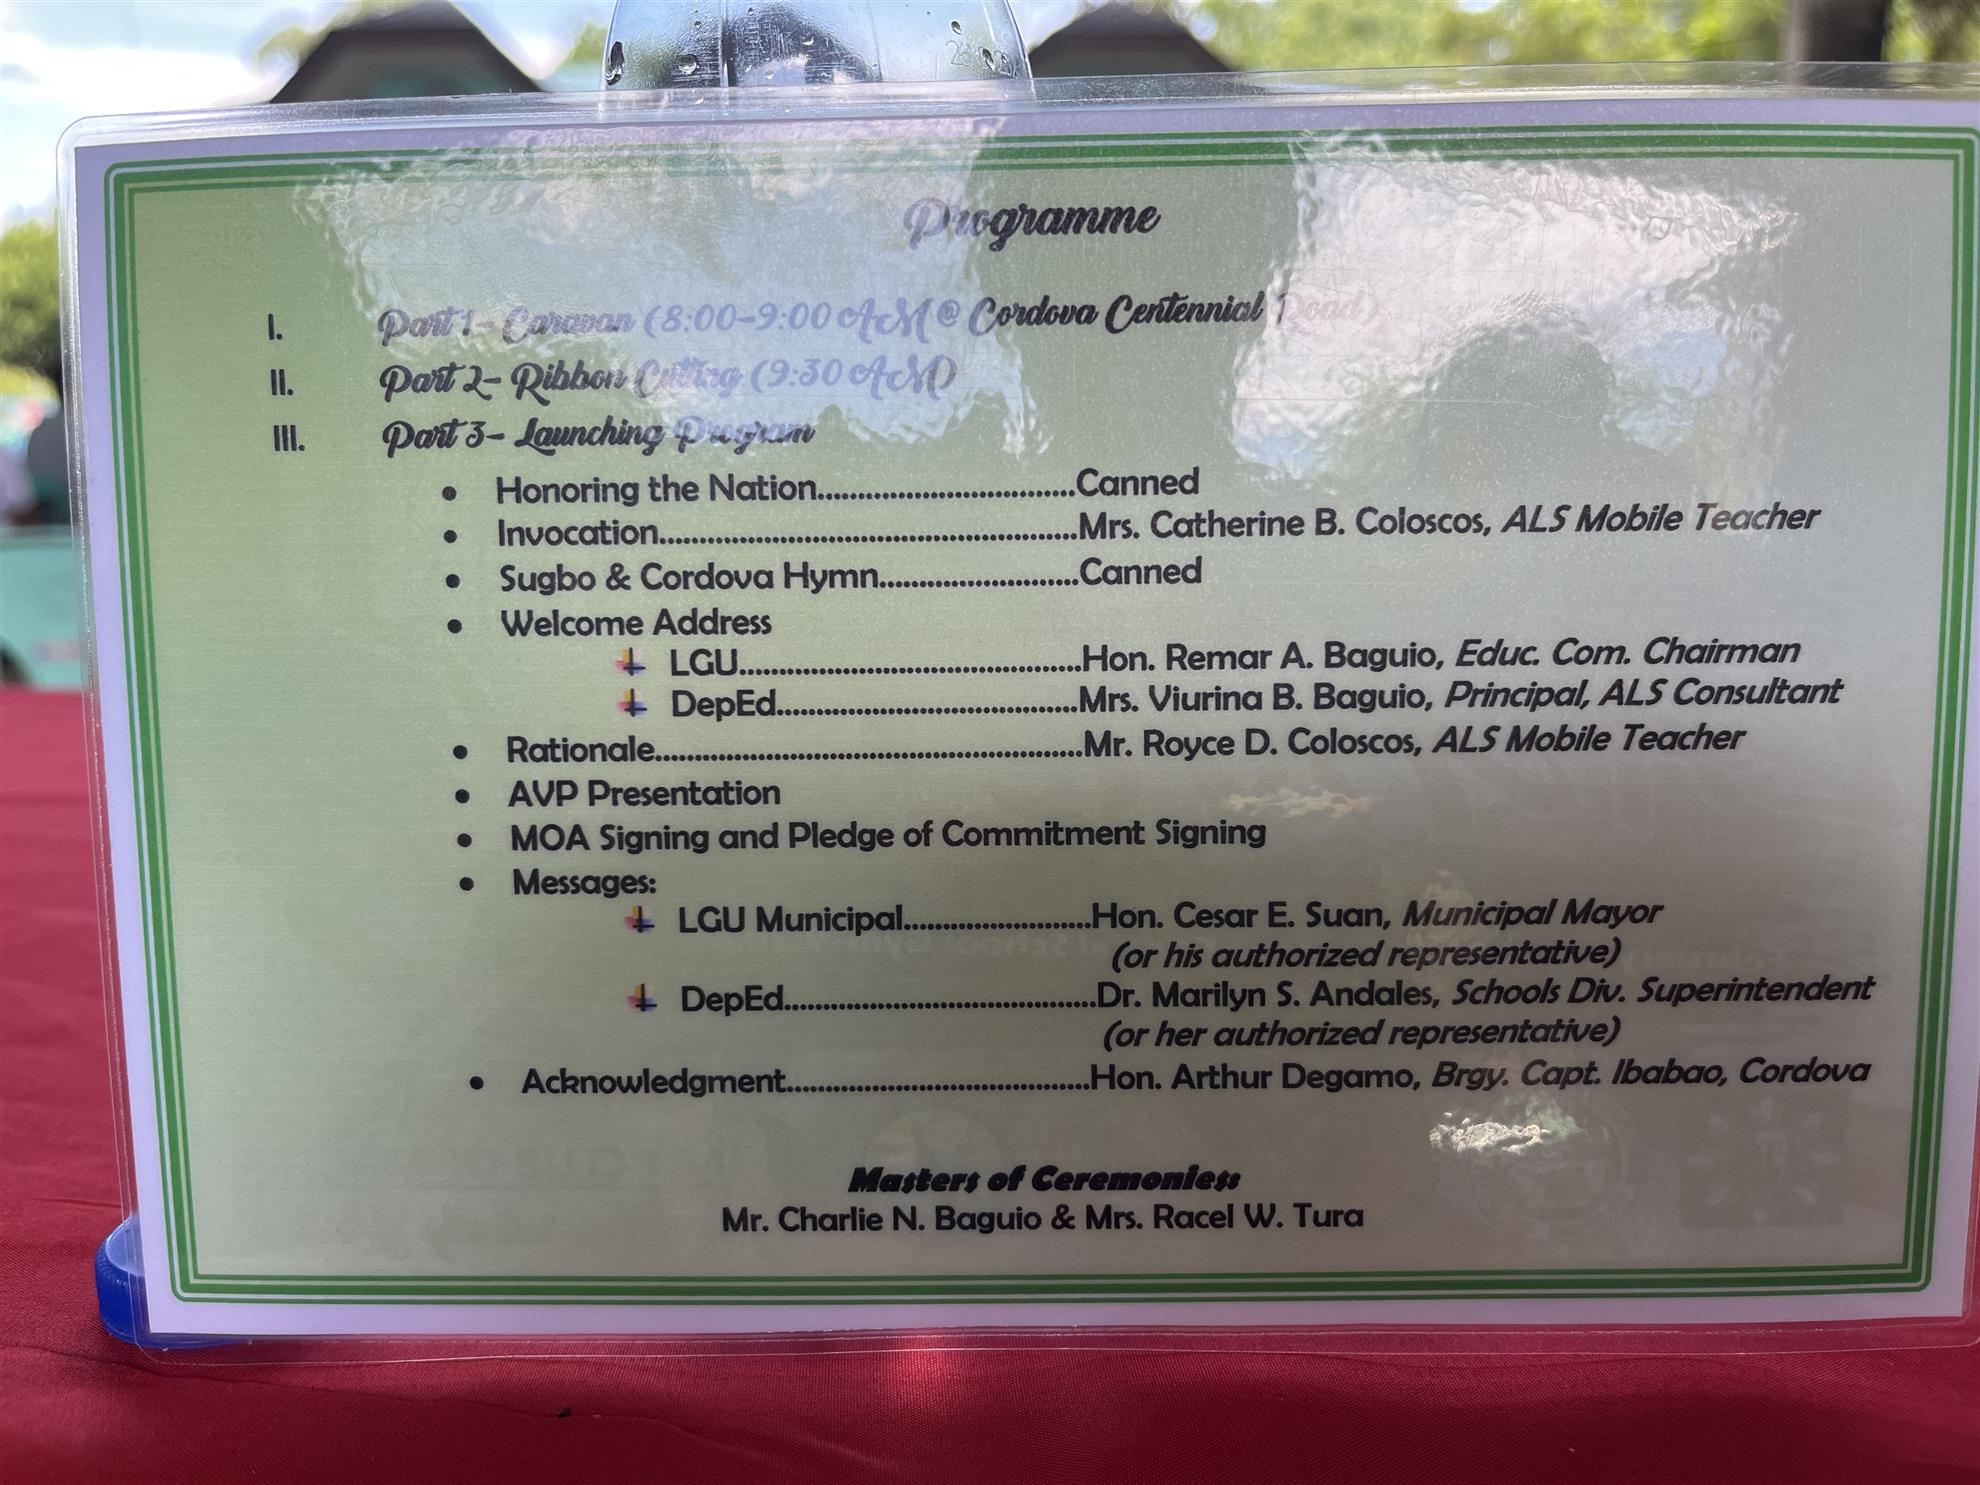 Programme
I. Part 1- Caravan (8:00-9:00 AM @ Cordova Centennial Road)
II. Part 2- Ribbon Cutting (9:30 AM)
III. Part 3- Launching Program
• Honoring the Nation................................Canned
• Invocation....................................................Mrs. Catherine B. Coloscos, ALS Mobile Teacher
• Sugbo & Cordova Hymn.........................Canned
• Welcome Address
LGU...........................................Hon. Remar A. Baguio, Educ. Com. Chairman
DepEd......................................Mrs. Viurina B. Baguio, Principal, ALS Consultant
• Rationale......................................................Mr. Royce D. Coloscos, ALS Mobile Teacher
• AVP Presentation
• MOA Signing and Pledge of Commitment Signing
• Messages:
LGU Municipal........................Hon. Cesar E. Suan, Municipal Mayor
(or his authorized representative)
DepEd.......................................Dr. Marilyn S. Andales, Schools Div. Superintendent
(or her authorized representative)
• Acknowledgment......................................Hon. Arthur Degamo, Brgy. Capt. Ibabao, Cordova
Masters of Ceremoniess
Mr. Charlie N. Baguio & Mrs. Racel W. Tura